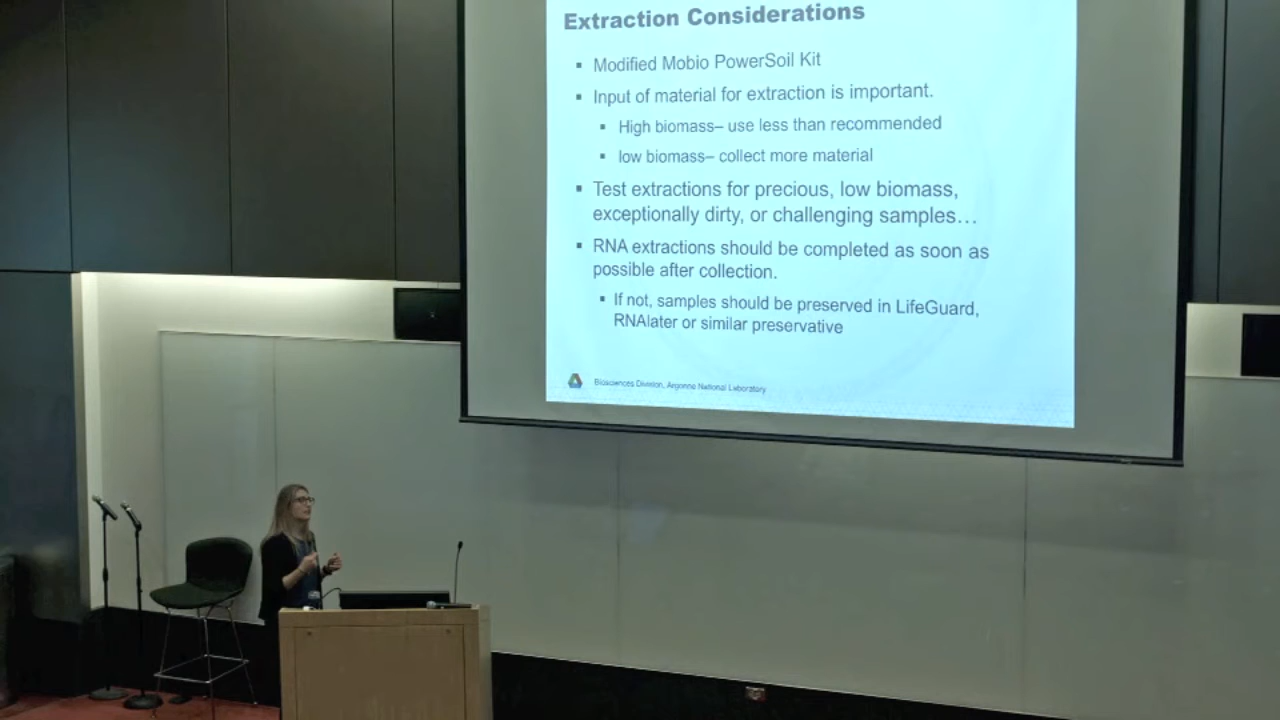 Extraction Considerations
▪ Modified Mobio PowerSoil Kit
▪ Input of material for extraction is important.
▪ High biomass– use less than recommended
▪ low biomass– collect more material
▪ Test extractions for precious, low biomass,
exceptionally dirty, or challenging samples…
▪ RNA extractions should be completed as soon as
possible after collection.
▪ If not, samples should be preserved in LifeGuard,
RNAlater or similar preservative
Biosciences Division, Argonne National Laboratory